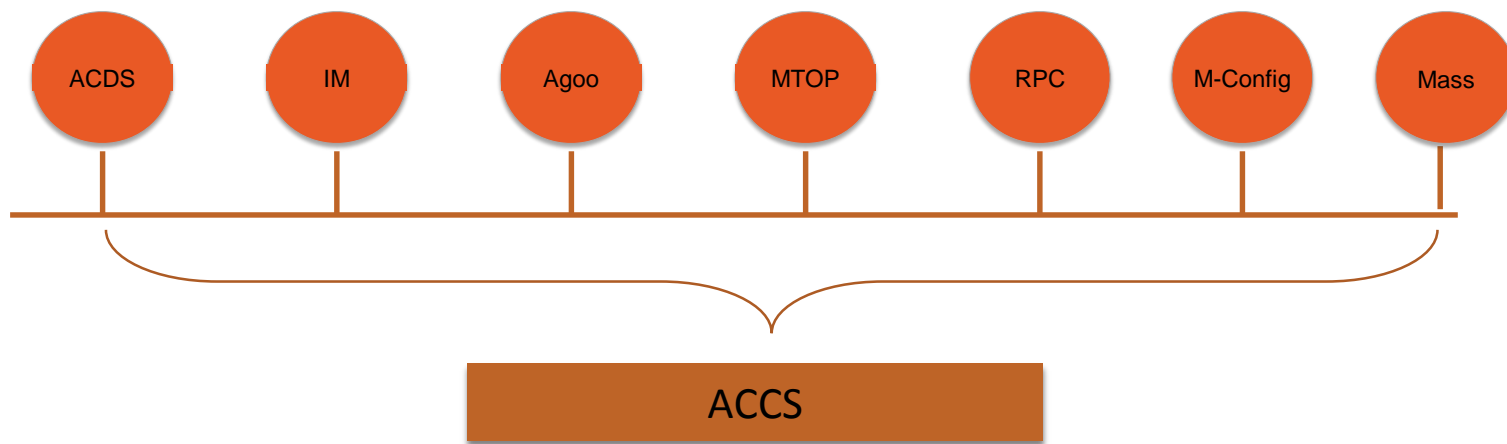 ACDS
IM
Agoo
MTOP
RPC
M-Config
Mass
ACCS